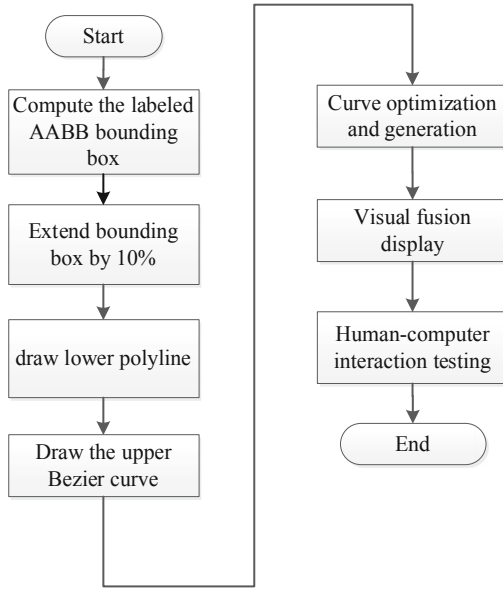 Start
Compute the labeled
AABB bounding
box
Extend bounding
box by 10%
draw lower polyline
Draw the upper
Bezier curve
Curve optimization
and generation
Visual fusion
display
Human-computer
interaction testing
End